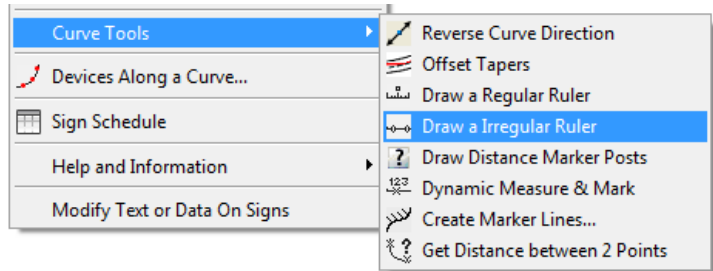 Curve Tools
Devices Along a Curve...
Sign Schedule
Help and Information
Modify Text or Data On Signs
Reverse Curve Direction
Offset Tapers
Draw a Regular Ruler
Draw a Irregular Ruler
Draw Distance Marker Posts
123
Dynamic Measure & Mark
Create Marker Lines...
Get Distance between 2 Points